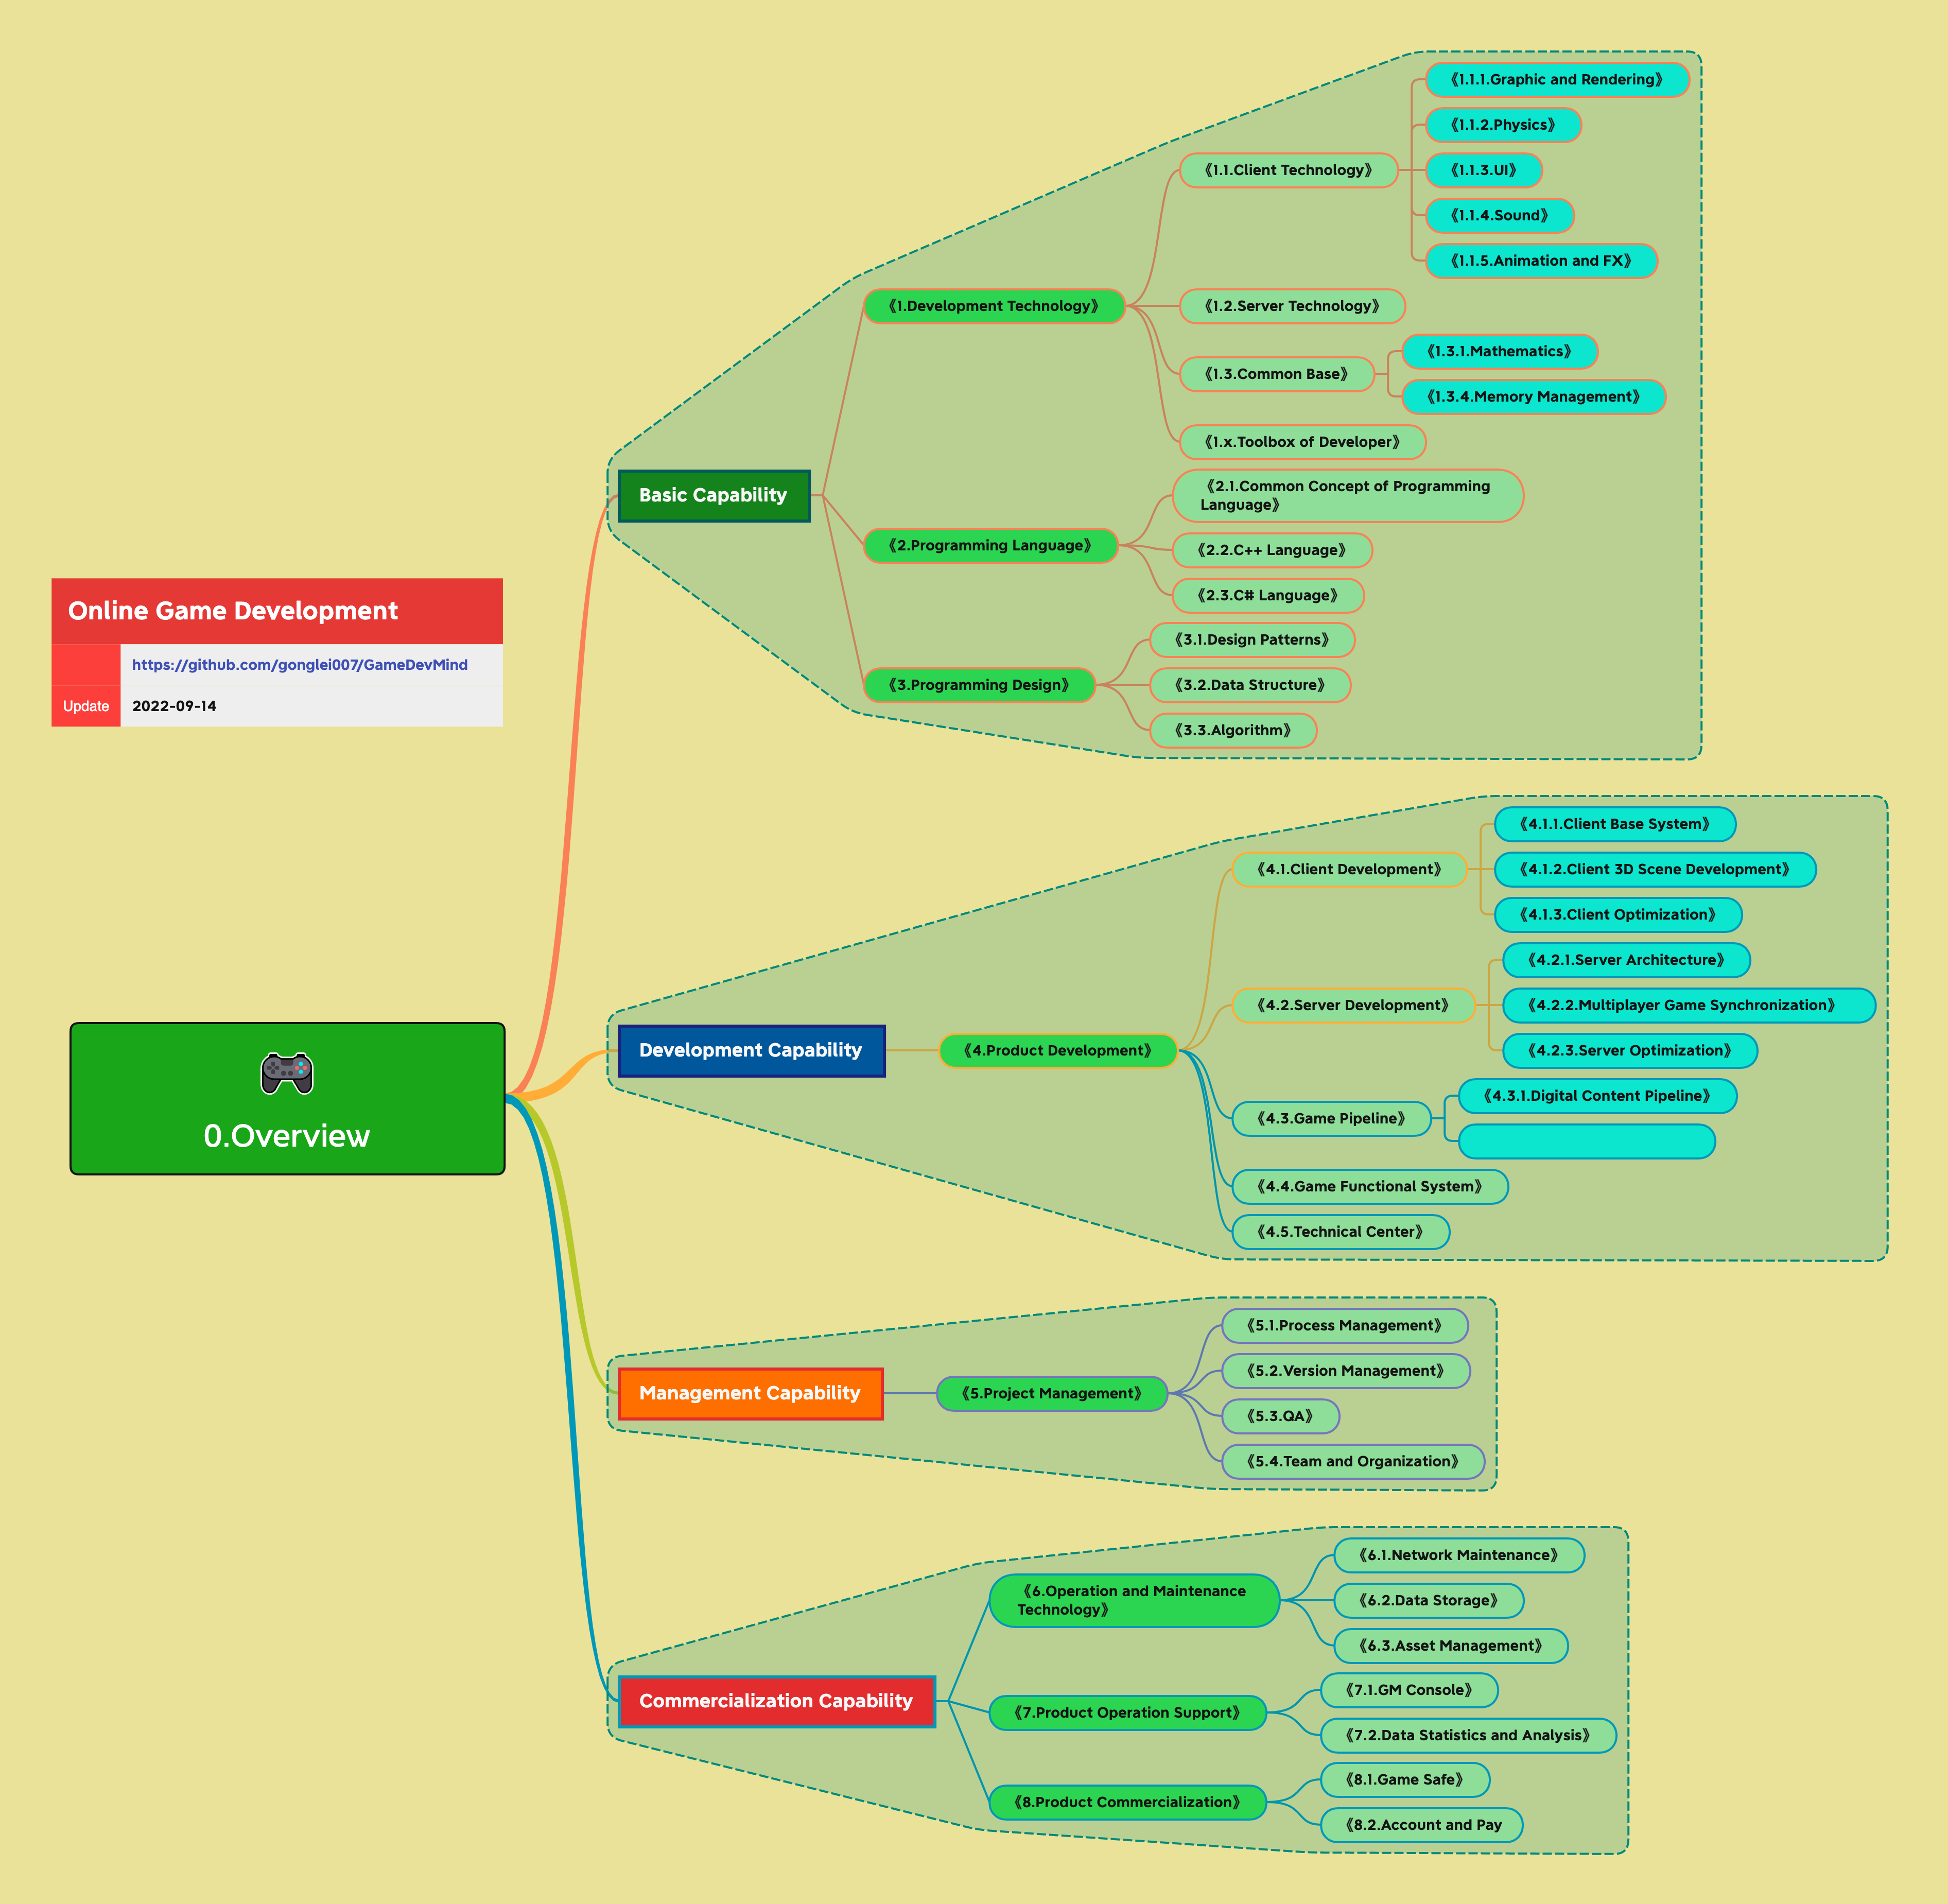 Online Game Development
https://github.com/gonglei007/GameDevMind
Update 2022-09-14
0.Overview
Basic Capability
《1.Development Technology》
《1.1.Client Technology》
《1.1.1.Graphic and Rendering》
《1.1.2.Physics》
《1.1.3.UI》
《1.1.4.Sound》
《1.1.5.Animation and FX》
《1.2.Server Technology》
《1.3.Common Base》
《1.3.1.Mathematics》
《1.3.4.Memory Management》
《1.x.Toolbox of Developer》
《2.Programming Language》
《2.1.Common Concept of Programming
Language》
《2.2.C++ Language》
《2.3.C# Language》
《3.Programming Design》
《3.1.Design Patterns》
《3.2.Data Structure》
《3.3.Algorithm》
Development Capability
《4.Product Development》
《4.1.Client Development》
《4.1.1.Client Base System》
《4.1.2.Client 3D Scene Development》
《4.1.3.Client Optimization》
《4.2.Server Development》
《4.2.1.Server Architecture》
《4.2.2.Multiplayer Game Synchronization》
《4.2.3.Server Optimization》
《4.3.Game Pipeline》
《4.3.1.Digital Content Pipeline》
《4.4.Game Functional System》
《4.5.Technical Center》
Management Capability
《5.Project Management》
《5.1.Process Management》
《5.2.Version Management》
《5.3.QA》
《5.4.Team and Organization》
Commercialization Capability
《6.Operation and Maintenance
Technology》
《6.1.Network Maintenance》
《6.2.Data Storage》
《6.3.Asset Management》
《7.Product Operation Support》
《7.1.GM Console》
《7.2.Data Statistics and Analysis》
《8.Product Commercialization》
《8.1.Game Safe》
《8.2.Account and Pay